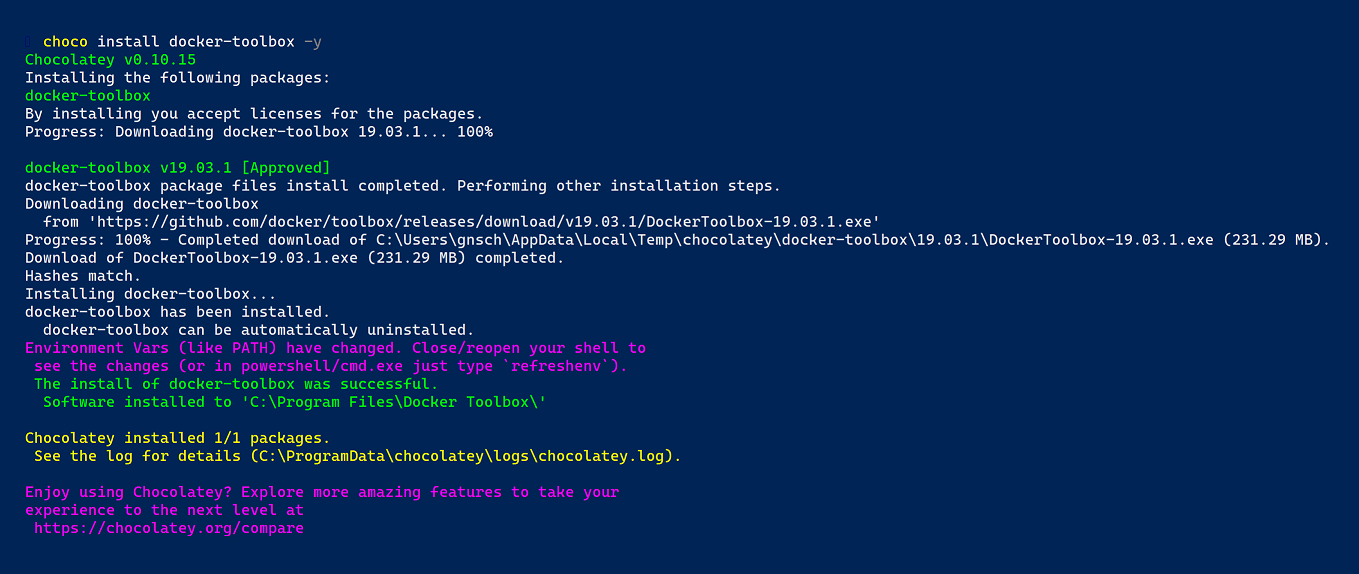 choco install docker-toolbox -y
Chocolatey v0.10.15
Installing the following packages:
docker-toolbox
By installing you accept licenses for the packages.
Progress: Downloading docker-toolbox 19.03.1... 100%
docker-toolbox v19.03.1 [Approved]
docker-toolbox package files install completed. Performing other installation steps.
Downloading docker-toolbox
from 'https://github.com/docker/toolbox/releases/download/v19.03.1/DockerToolbox-19.03.1.exe'
Progress: 100% - Completed download of C:\Users\gnsch\AppData\Local\Temp\chocolatey\docker-toolbox\19.03.1\DockerToolbox-19.03.1.exe (231.29 MB).
Download of DockerToolbox-19.03.1.exe (231.29 MB) completed.
Hashes match.
Installing docker-toolbox...
docker-toolbox has been installed.
docker-toolbox can be automatically uninstalled.
Environment Vars (like PATH) have changed. Close/reopen your shell to
see the changes (or in powershell/cmd.exe just type `refreshenv`).
The install of docker-toolbox was successful.
Software installed to 'C:\Program Files\Docker Toolbox\'
Chocolatey installed 1/1 packages.
See the log for details (C:\ProgramData\chocolatey\logs\chocolatey.log).
Enjoy using Chocolatey? Explore more amazing features to take your
experience to the next level at
https://chocolatey.org/compare